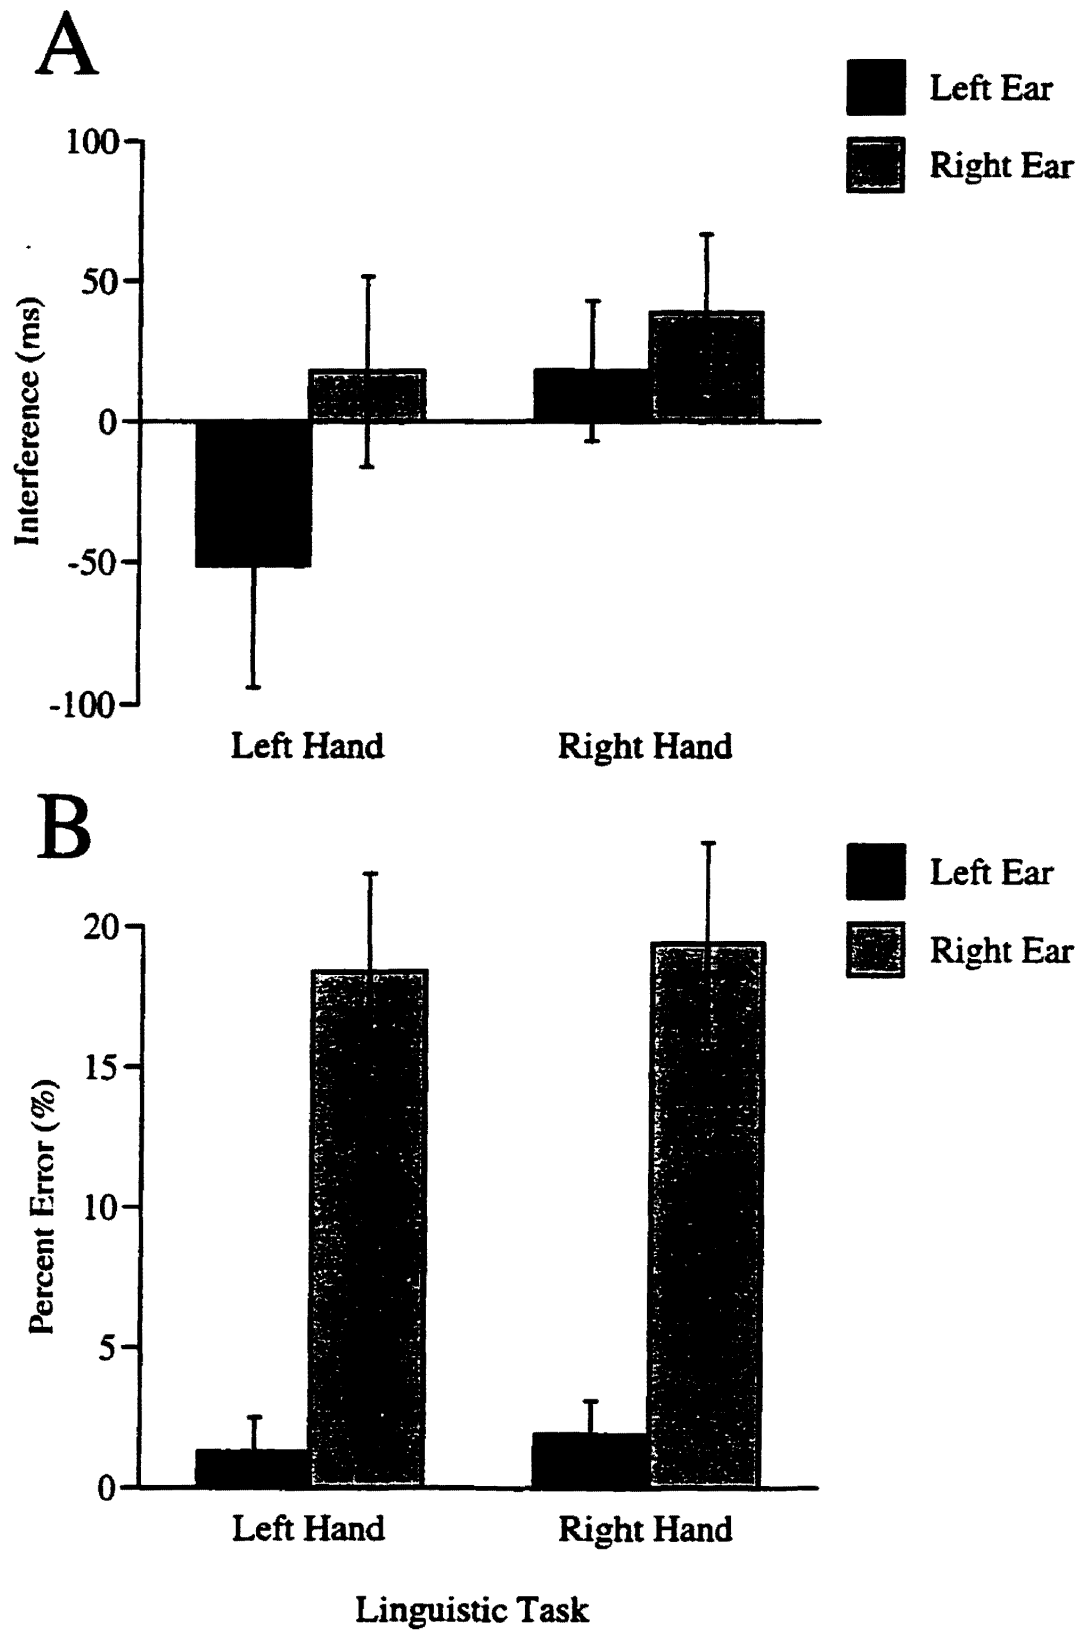 A
Left Ear
Right Ear
100
50
0
-50
-100
Interference (ms)
Left Hand
Right Hand
B
Left Ear
Right Ear
20
15
10
5
0
Percent Error (%)
Left Hand
Right Hand
Linguistic Task